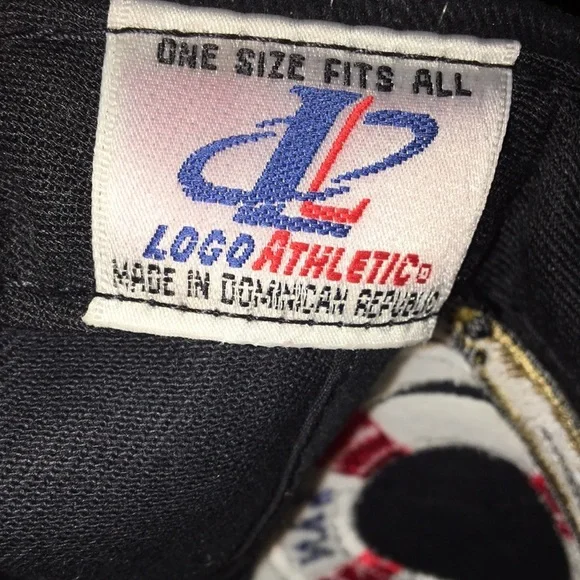 ONE SIZE FITS ALL
LOGO ATHLETIC
MADE IN DOMINICAN REPUBLIC